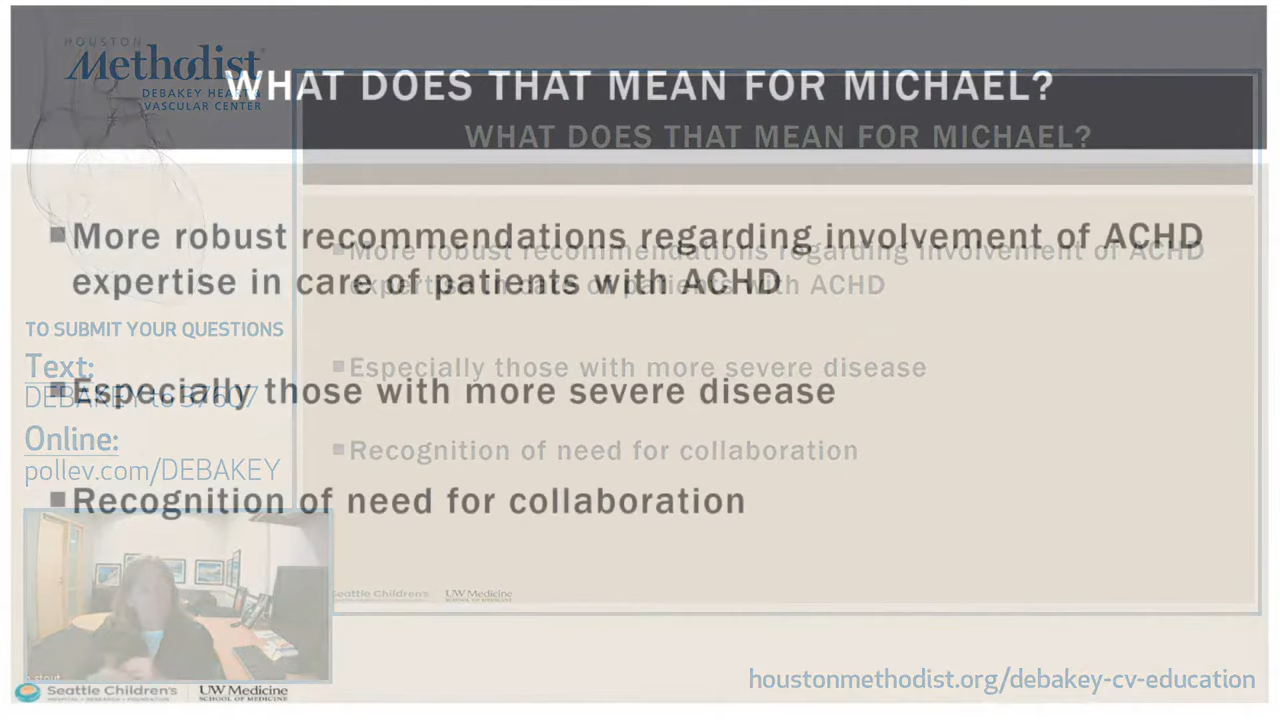 HOUSTON
Methodist
DEBAKEY HEART &
VASCULAR CENTER
WHAT DOES THAT MEAN FOR MICHAEL?
WHAT DOES THAT MEAN FOR MICHAEL?
More robust recommendations regarding involvement of ACHD
expertise in care of patients with ACHD
More robust recommendations regarding involvement of ACHD
expertise in care of patients with ACHD
TO SUBMIT YOUR QUESTIONS
Text:
DEBAKEY to 37607
Online:
pollev.com/DEBAKEY
Especially those with more severe disease
Especially those with more severe disease
Recognition of need for collaboration
Recognition of need for collaboration
Seattle Children's
UW Medicine
SCHOOL OF MEDICINE
stout
Seattle Children's
HOSPITAL • RESEARCH • FOUNDATION
UW Medicine
SCHOOL OF MEDICINE
houstonmethodist.org/debakey-cv-education